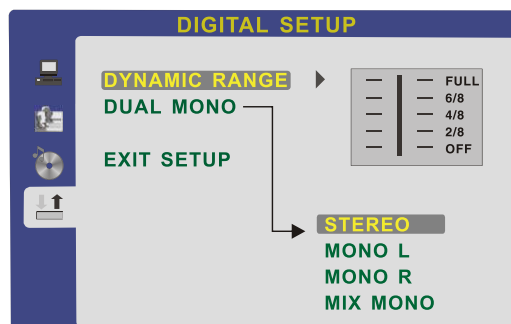 DIGITAL SETUP
DYNAMIC RANGE
FULL
6/8
4/8
2/8
OFF
DUAL MONO
EXIT SETUP
STEREO
MONO L
MONO R
MIX MONO